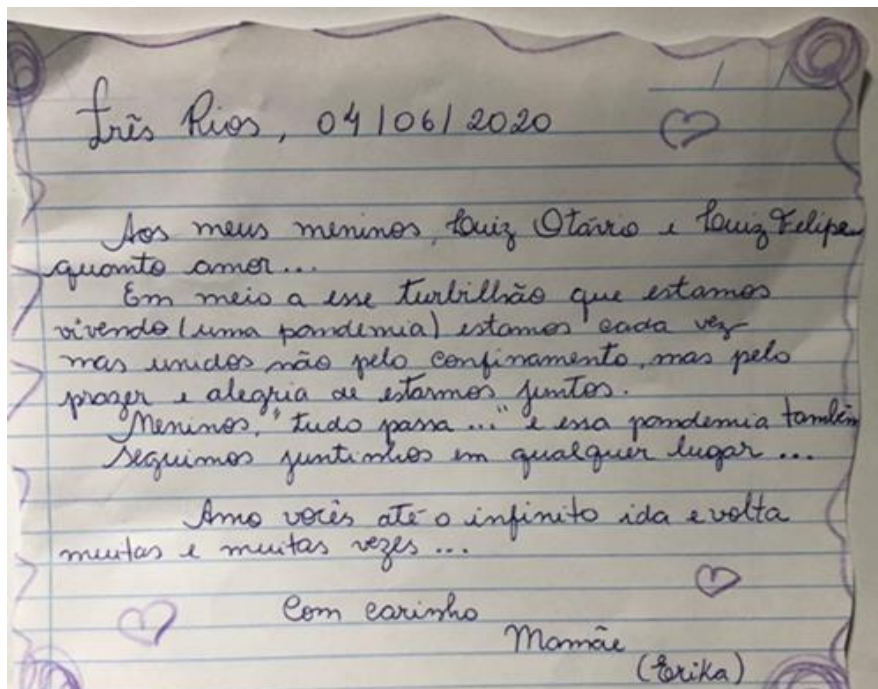 Três Rios, 04/06/2020
Aos meus meninos, Luiz Otávio e Luiz Felipe
quanto amor...
Em meio a esse turbilhão que estamos
vivendo (uma pandemia) estamos cada vez
mas unidos não pelo confinamento, mas pelo
prazer e alegria de estarmos juntos.
Meninos, "tudo passa..." e essa pandemia também
seguimos juntinhos em qualquer lugar...
Amo vocês até o infinito ida e volta
muitas e muitas vezes...
Com carinho
Mamãe
(Erika)